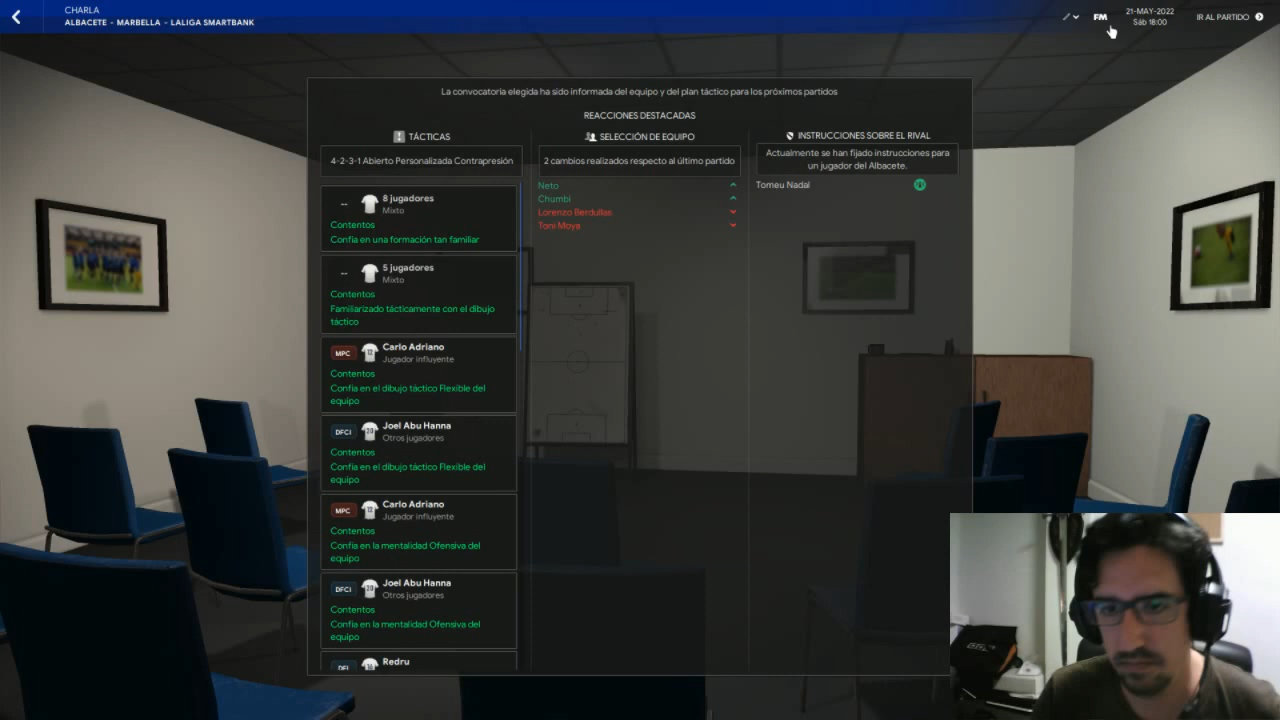 CHARLA
ALBACETE - MARBELLA - LALIGA SMARTBANK
FM
21-MAY-2022
Sáb 18:00
IR AL PARTIDO
La convocatoria elegida ha sido informada del equipo y del plan táctico para los próximos partidos
REACCIONES DESTACADAS
TÁCTICAS
4-2-3-1 Abierto Personalizada Contrapresión
-- 8 jugadores
Mixto
Contentos
Confía en una formación tan familiar
-- 5 jugadores
Mixto
Contentos
Familiarizado tácticamente con el dibujo
táctico
MPC 12 Carlo Adriano
Jugador influyente
Contentos
Confía en el dibujo táctico Flexible del
equipo
DFCI 20 Joel Abu Hanna
Otros jugadores
Contentos
Confía en el dibujo táctico Flexible del
equipo
MPC 12 Carlo Adriano
Jugador influyente
Contentos
Confía en la mentalidad Ofensiva del
equipo
DFCI 20 Joel Abu Hanna
Otros jugadores
Contentos
Confía en la mentalidad Ofensiva del
equipo
DFI Redru
SELECCIÓN DE EQUIPO
2 cambios realizados respecto al último partido
Neto
Chumbi
Lorenzo Berdullas
Toni Moya
INSTRUCCIONES SOBRE EL RIVAL
Actualmente se han fijado instrucciones para
un jugador del Albacete.
Tomeu Nadal